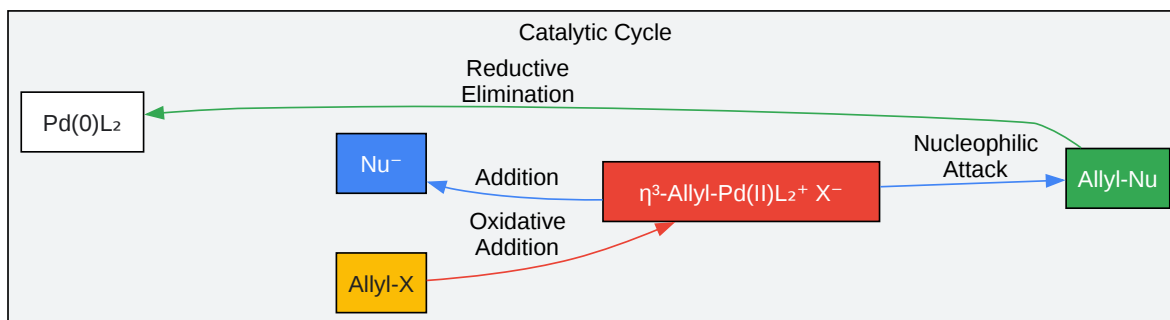 Catalytic Cycle
Reductive
Elimination
Pd(0)L₂
Nu⁻
Addition
Oxidative
Addition
Allyl-X
η³-Allyl-Pd(II)L₂⁺ X⁻
Nucleophilic
Attack
Allyl-Nu